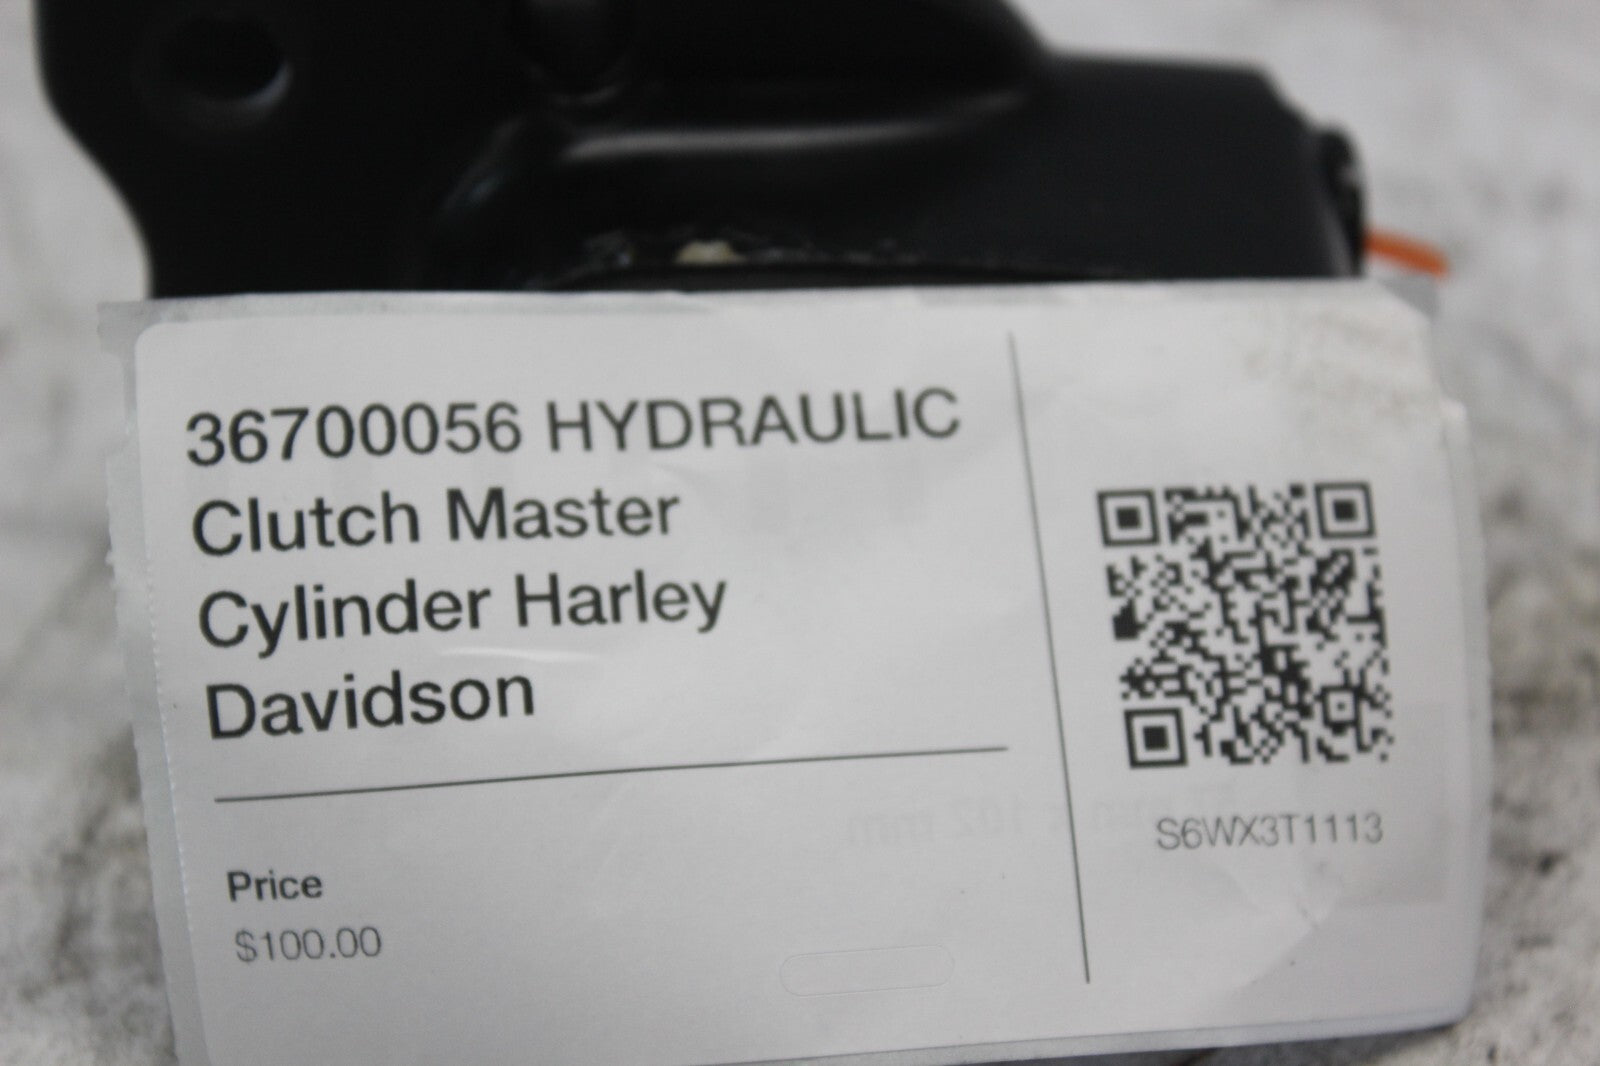 36700056 HYDRAULIC
Clutch Master
Cylinder Harley
Davidson
Price
$100.00
S6WX3T1113